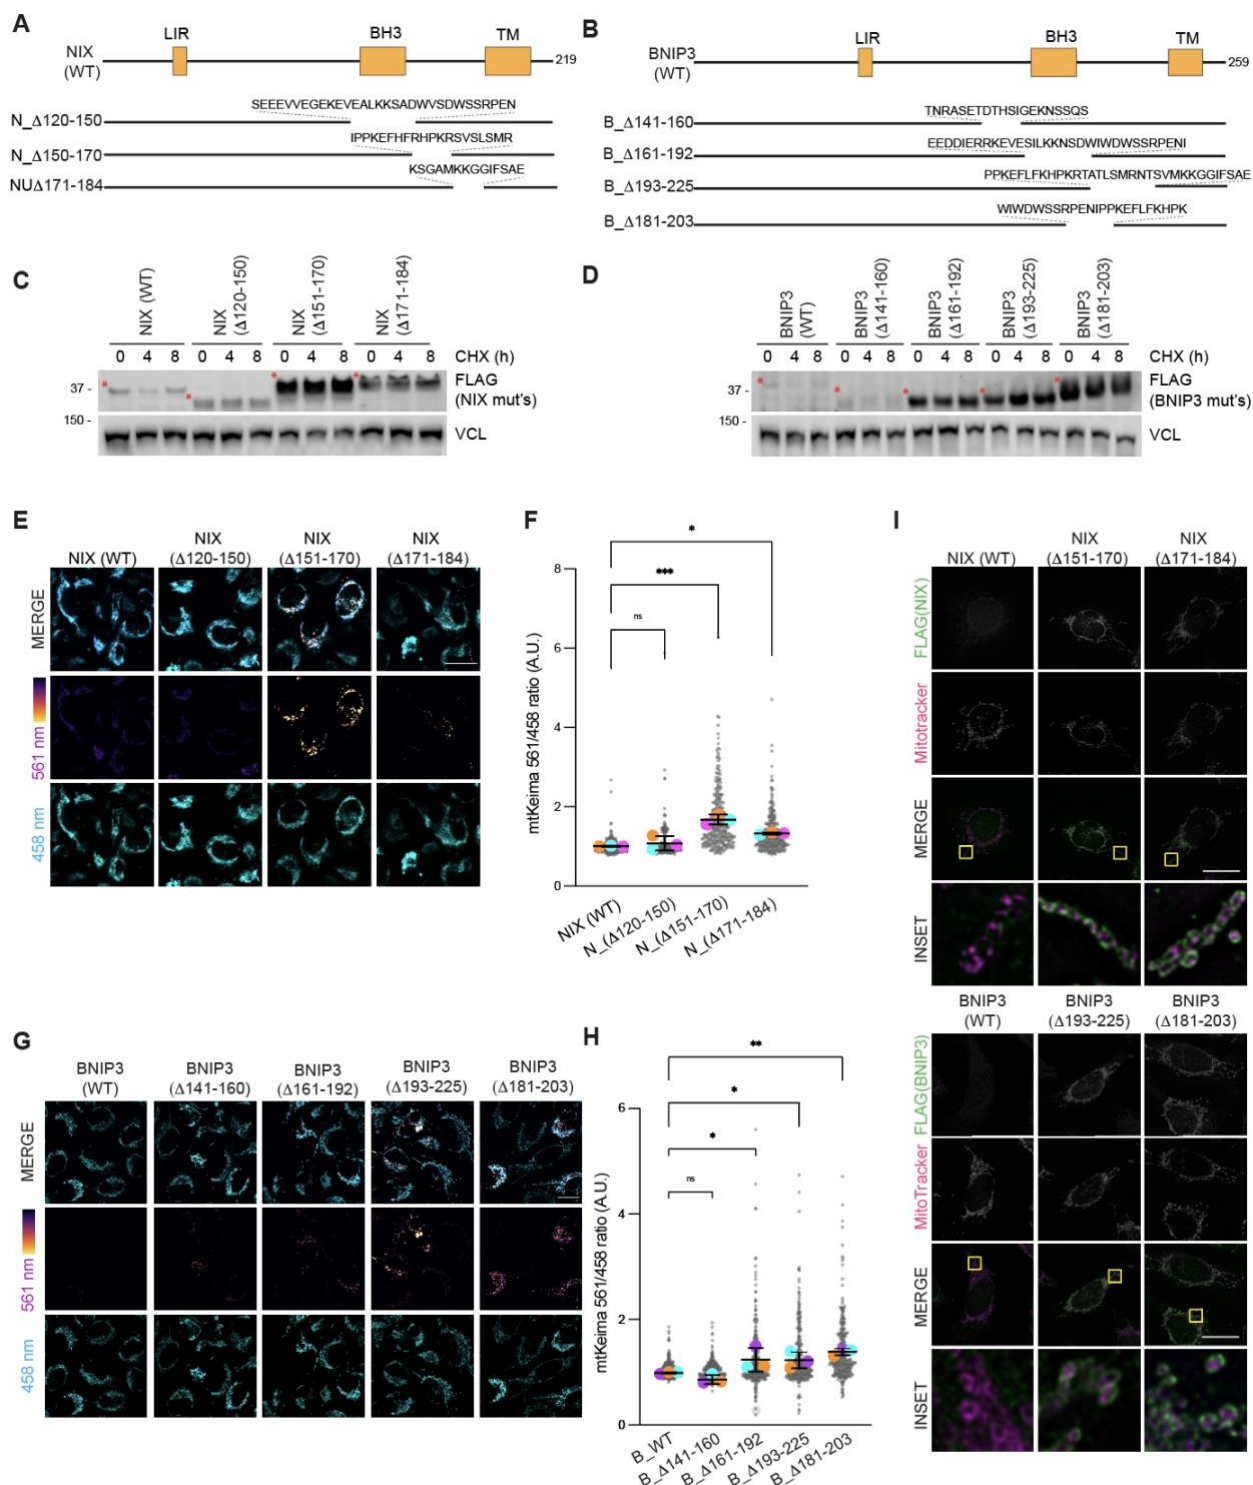 A
NIX
(WT)
LIR
BH3
TM
219
SEEEVVEGEKEVEALKKSADWVSDWSSRPEN
N_Δ120-150
IPPKEFHFRHPKRSVSLSMR
N_Δ150-170
KSGAMKKGGIFSAE
NUΔ171-184
B
BNIP3
(WT)
LIR
BH3
TM
259
TNRASETDTHSIGEKNSSQS
B_Δ141-160
EEDDIERRKEVESILKKNSDWIWDWSSRPENI
B_Δ161-192
PPKEFLFKHPKRTATLSMRNTSVMKKGGIFSAE
B_Δ193-225
WIWDWSSRPENIPPKEFLFKHPK
B_Δ181-203
C
NIX (WT)
NIX
(Δ120-150)
NIX
(Δ151-170)
NIX
(Δ171-184)
0 4 8 0 4 8 0 4 8 0 4 8 CHX (h)
37 -
FLAG
(NIX mut's)
150 -
VCL
D
BNIP3
(WT)
BNIP3
(Δ141-160)
BNIP3
(Δ161-192)
BNIP3
(Δ193-225)
BNIP3
(Δ181-203)
0 4 8 0 4 8 0 4 8 0 4 8 0 4 8 CHX (h)
37 -
FLAG
(BNIP3 mut's)
150 -
VCL
E
NIX (WT)
NIX
(Δ120-150)
NIX
(Δ151-170)
NIX
(Δ171-184)
MERGE
561 nm
458 nm
F
mtKeima 561/458 ratio (A.U.)
8
6
4
2
0
*
***
ns
NIX (WT)
N_(Δ120-150)
N_(Δ151-170)
N_(Δ171-184)
G
BNIP3
(WT)
BNIP3
(Δ141-160)
BNIP3
(Δ161-192)
BNIP3
(Δ193-225)
BNIP3
(Δ181-203)
MERGE
561 nm
458 nm
H
mtKeima 561/458 ratio (A.U.)
6
4
2
0
**
*
*
ns
B_WT
B_Δ141-160
B_Δ161-192
B_Δ193-225
B_Δ181-203
I
NIX (WT)
NIX
(Δ151-170)
NIX
(Δ171-184)
FLAG(NIX)
Mitotracker
MERGE
INSET
BNIP3
(WT)
BNIP3
(Δ193-225)
BNIP3
(Δ181-203)
FLAG(BNIP3)
MitoTracker
MERGE
INSET